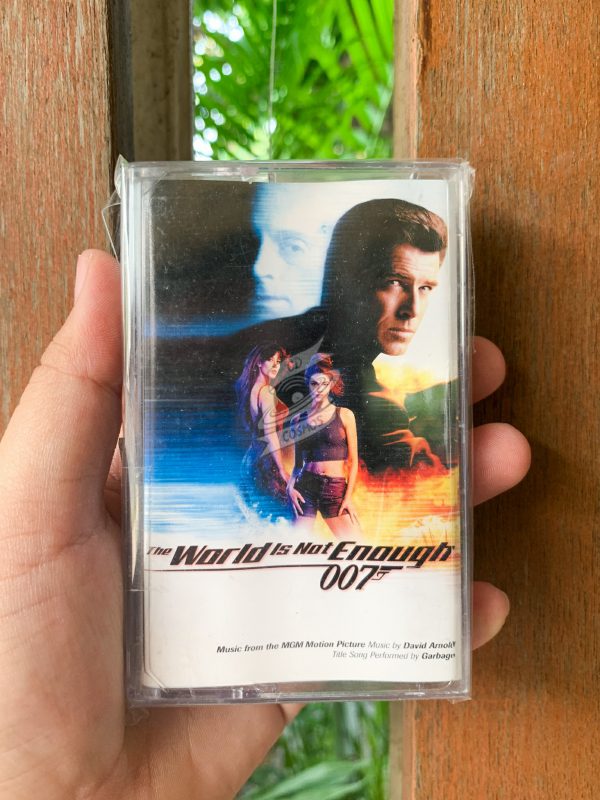 COSMOS
The World Is Not Enough
007
Music from the MGM Motion Picture Music by David Arnold
Title Song Performed by Garbage